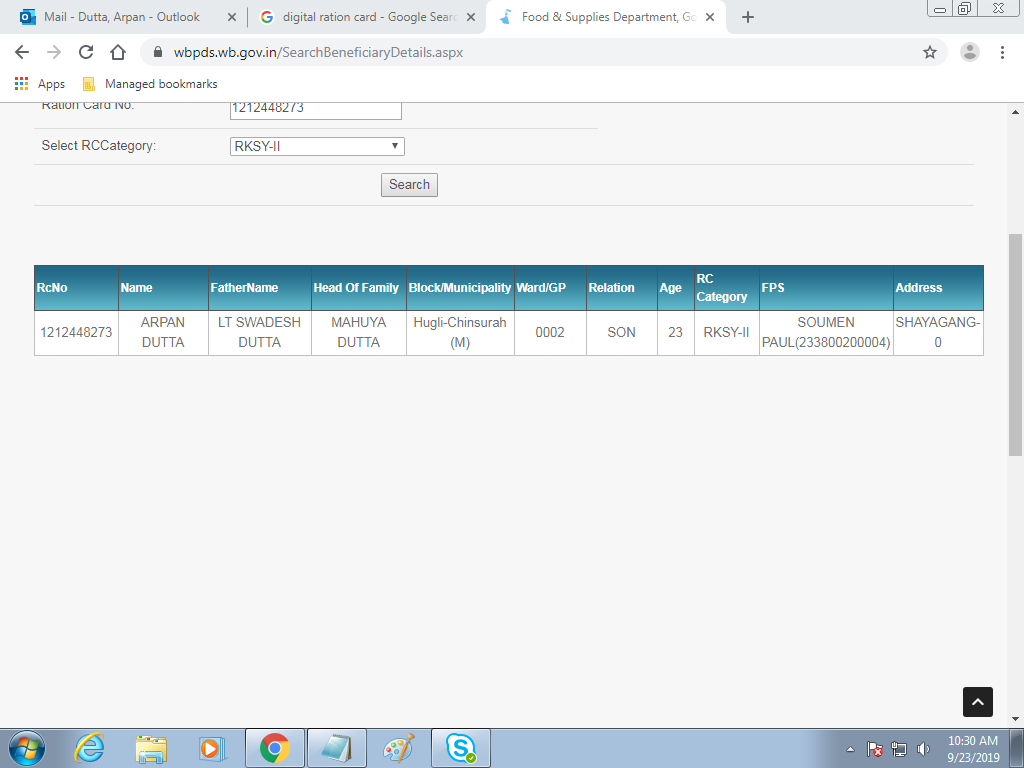 Mail - Dutta, Arpan - Outlook
digital ration card - Google Searc
Food & Supplies Department, Go
wbpds.wb.gov.in/SearchBeneficiaryDetails.aspx
Apps
Managed bookmarks
Ration Card No.
1212448273
Select RCCategory:
RKSY-II
Search
RcNo Name FatherName Head Of Family Block/Municipality Ward/GP Relation Age RC Category FPS Address
1212448273 ARPAN DUTTA LT SWADESH DUTTA MAHUYA DUTTA Hugli-Chinsurah (M) 0002 SON 23 RKSY-II SOUMEN PAUL(233800200004) SHAYAGANG-0
10:30 AM
9/23/2019